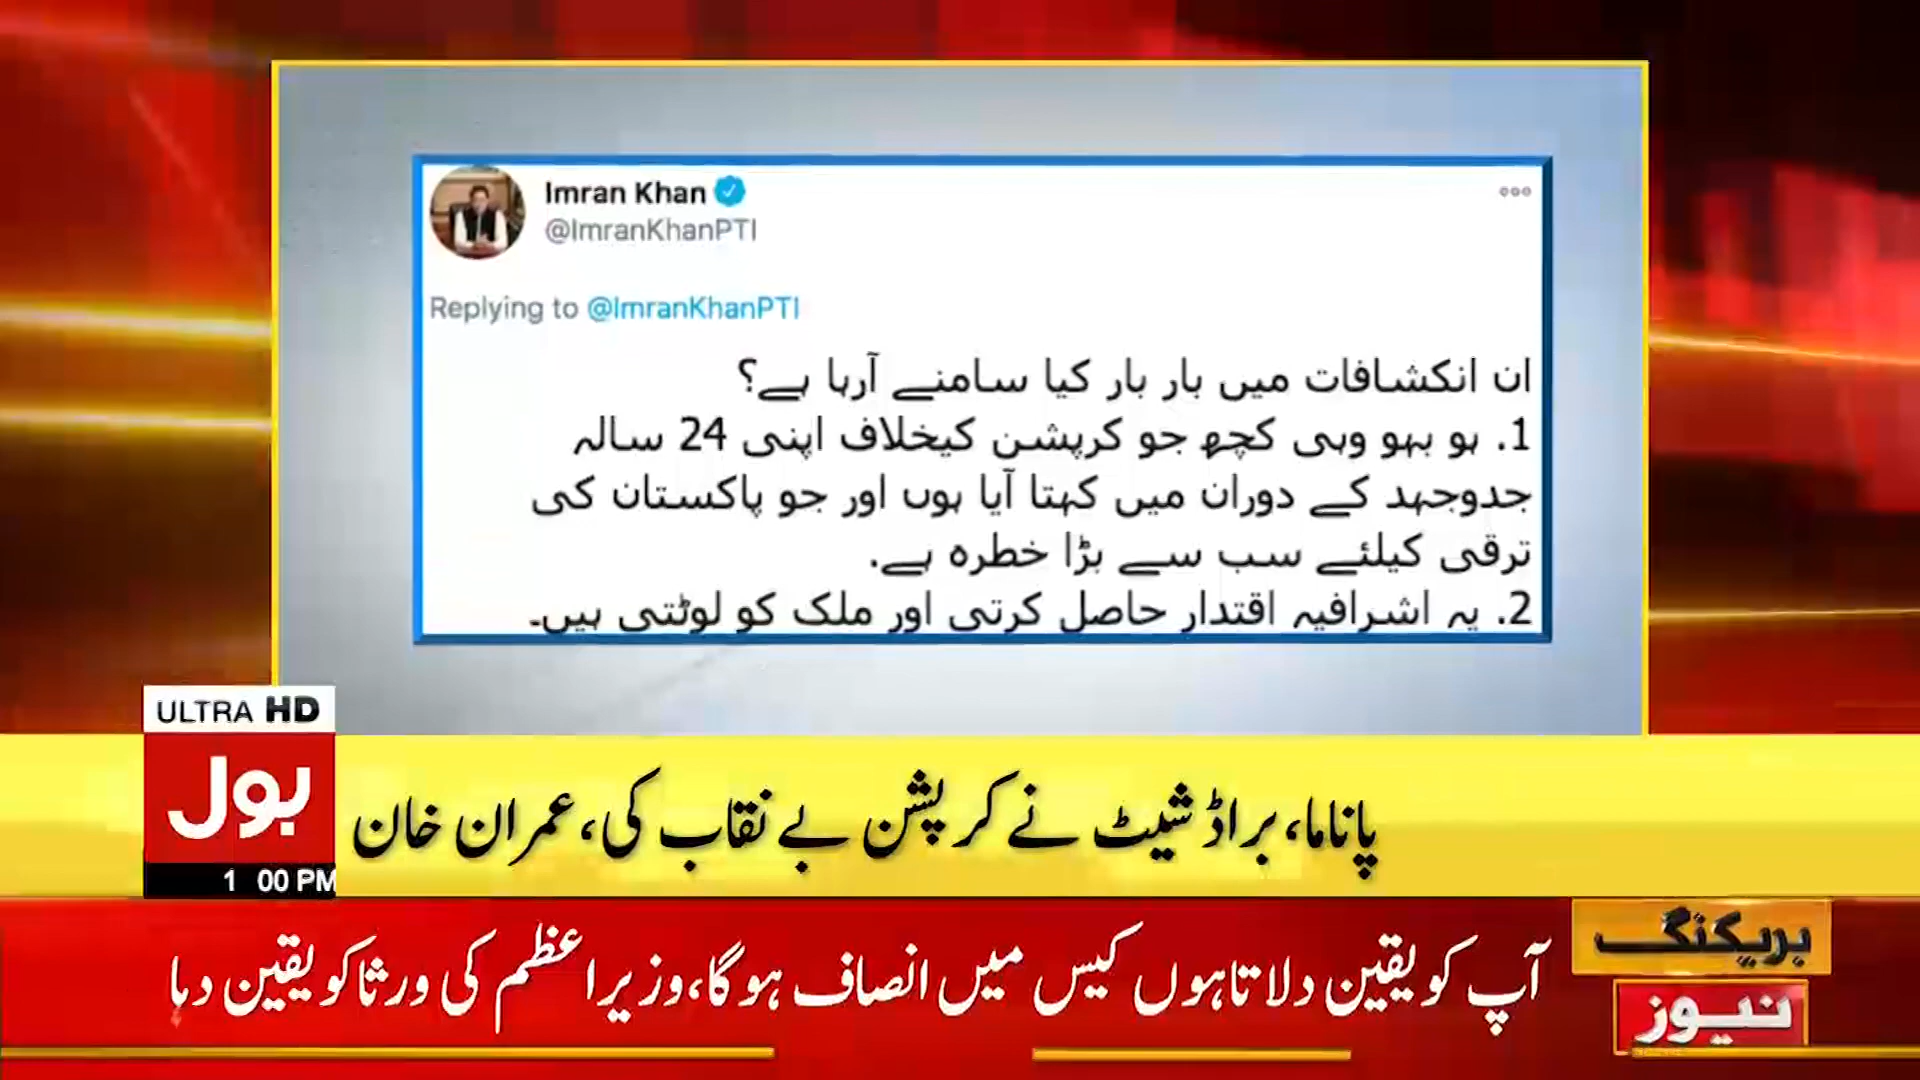 Imran Khan
@ImranKhanPTI
Replying to @ImranKhanPTI
ان انکشافات میں بار بار کیا سامنے آرہا ہے؟
1. ہو بہو وہی کچھ جو کرپشن کیخلاف اپنی 24 سالہ
جدوجہد کے دوران میں کہتا آیا ہوں اور جو پاکستان کی
ترقی کیلئے سب سے بڑا خطرہ ہے.
2. یہ اشرافیہ اقتدار حاصل کرتی اور ملک کو لوٹتی ہیں۔
ULTRA HD
بول
1 00 PM
پاناما، براڈ شیٹ نے کرپشن بے نقاب کی، عمران خان
بریکنگ
نیوز
آپ کو یقین دلاتا ہوں کیس میں انصاف ہوگا، وزیراعظم کی ورثا کو یقین دہا